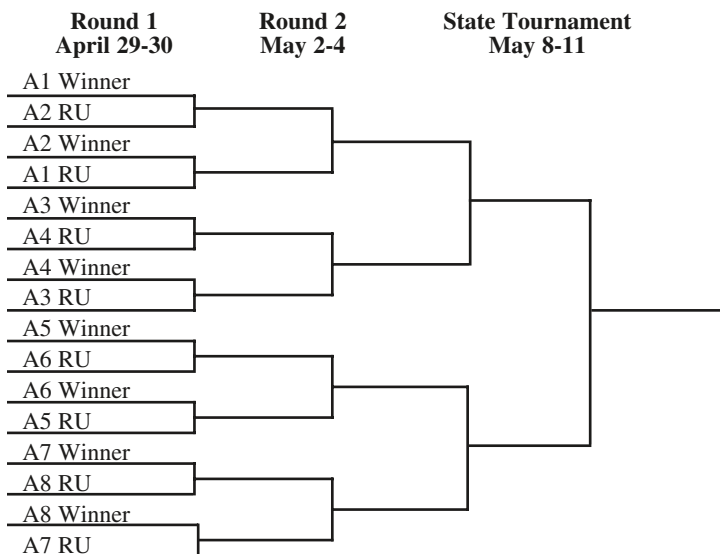 Round 1 Round 2 State Tournament
April 29-30 May 2-4 May 8-11
A1 Winner
A2 RU
A2 Winner
A1 RU
A3 Winner
A4 RU
A4 Winner
A3 RU
A5 Winner
A6 RU
A6 Winner
A5 RU
A7 Winner
A8 RU
A8 Winner
A7 RU